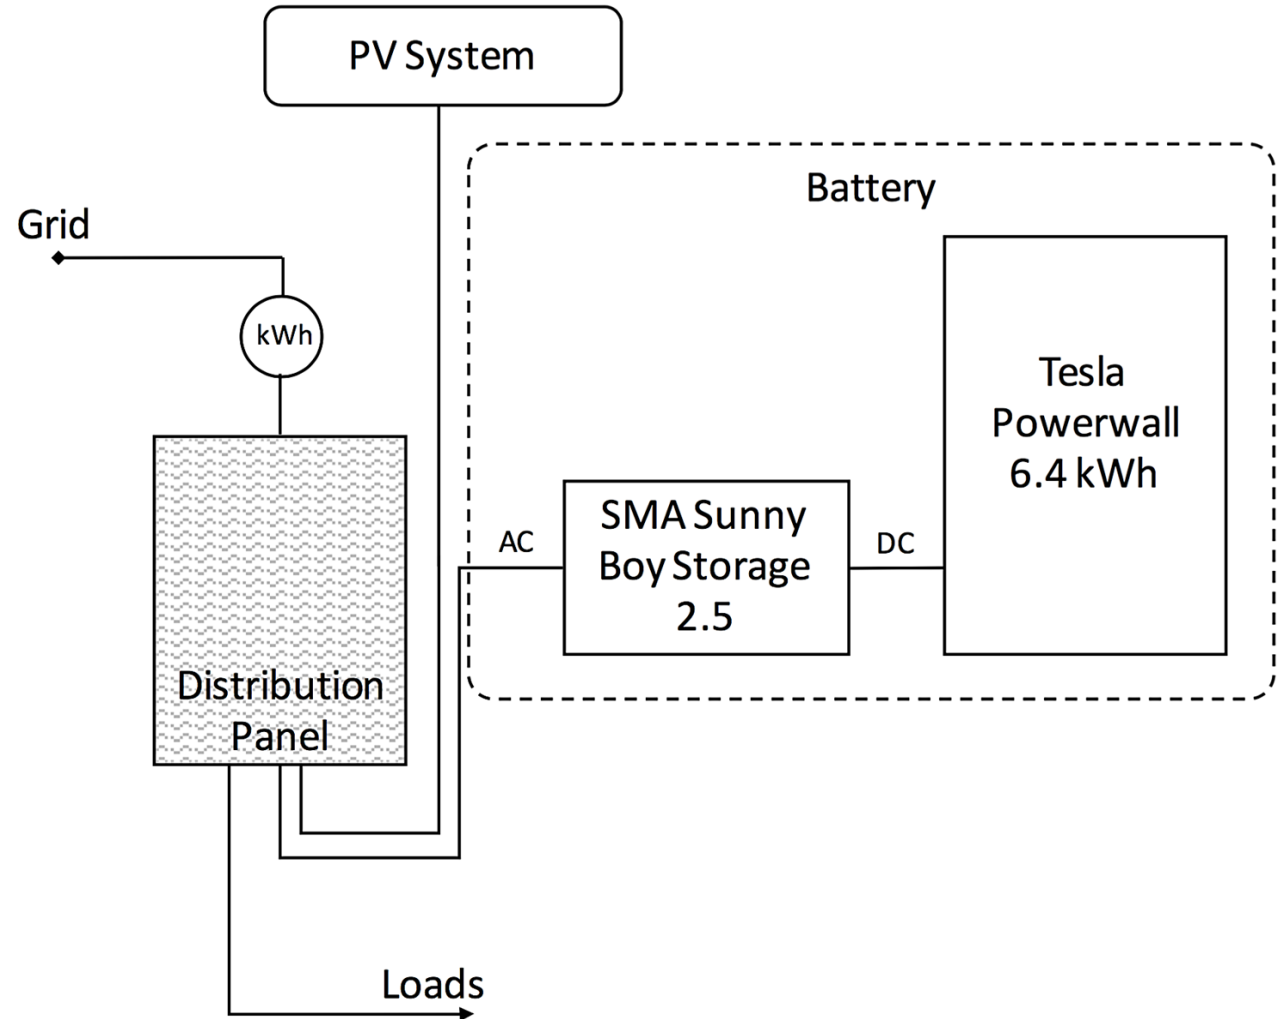 PV System
Battery
Grid
kWh
Tesla
Powerwall
6.4 kWh
SMA Sunny
Boy Storage
2.5
AC
DC
Distribution
Panel
Loads